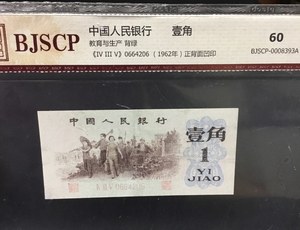 BJSCP
中國人民银行 壹角
教育与生产 背绿
《IV III V》0664206 （1962年）正背面凹印
60
BJSCP-0008393A
中國人民银行
壹角
1
YI
JIAO